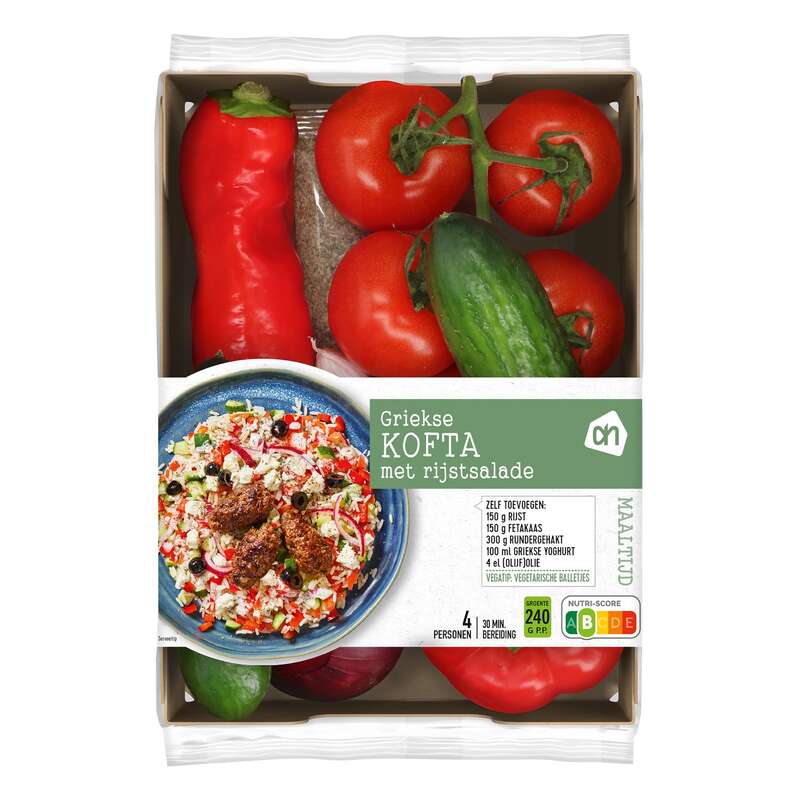 Griekse
KOFTA
met rijstsalade
ah
MAALTIJD
ZELF TOEVOEGEN:
150 g RIJST
150 g FETAKAAS
300 g RUNDERGEHAKT
100 ml GRIEKSE YOGHURT
4 el (OLIJF)OLIE
VEGATIP: VEGETARISCHE BALLETJES
4
PERSONEN
30 MIN.
BEREIDING
GROENTE
240
G P.P.
NUTRI-SCORE
A B C D E
Serveertip